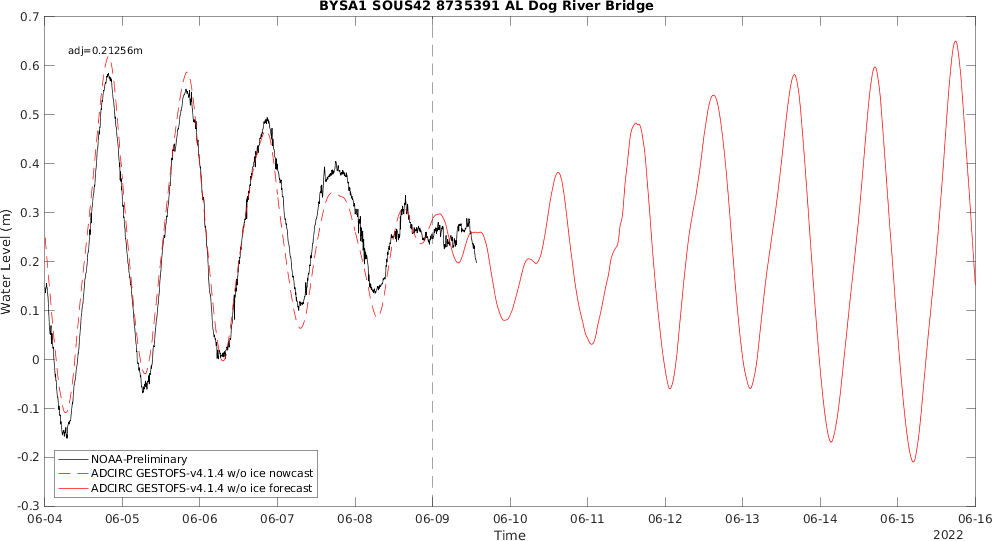 BYSA1 SOUS42 8735391 AL Dog River Bridge
adj=0.21256m
Water Level (m)
0.7
0.6
0.5
0.4
0.3
0.2
0.1
0
-0.1
-0.2
-0.3
NOAA-Preliminary
ADCIRC GESTOFS-v4.1.4 w/o ice nowcast
ADCIRC GESTOFS-v4.1.4 w/o ice forecast
06-04 06-05 06-06 06-07 06-08 06-09 06-10 06-11 06-12 06-13 06-14 06-15 06-16
Time
2022